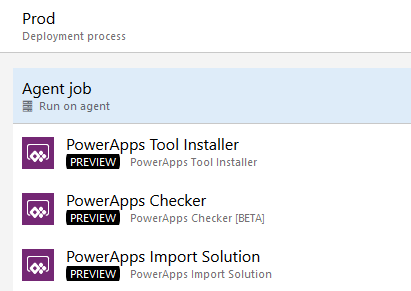 Prod
Deployment process
Agent job
Run on agent
PowerApps Tool Installer
PREVIEW PowerApps Tool Installer
PowerApps Checker
PREVIEW PowerApps Checker [BETA]
PowerApps Import Solution
PREVIEW PowerApps Import Solution